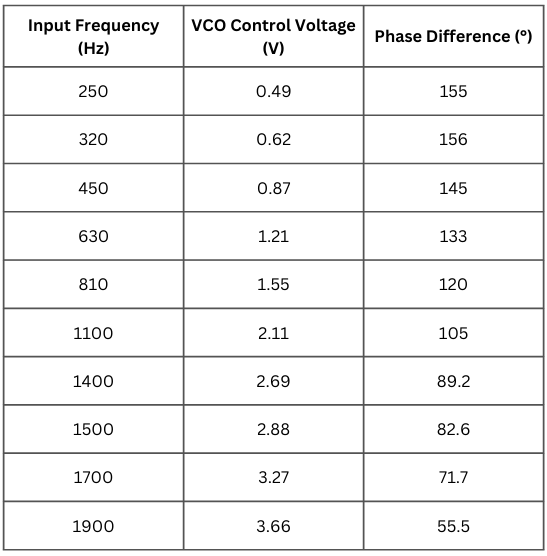 Input Frequency (Hz) VCO Control Voltage (V) Phase Difference (°)
250 0.49 155
320 0.62 156
450 0.87 145
630 1.21 133
810 1.55 120
1100 2.11 105
1400 2.69 89.2
1500 2.88 82.6
1700 3.27 71.7
1900 3.66 55.5